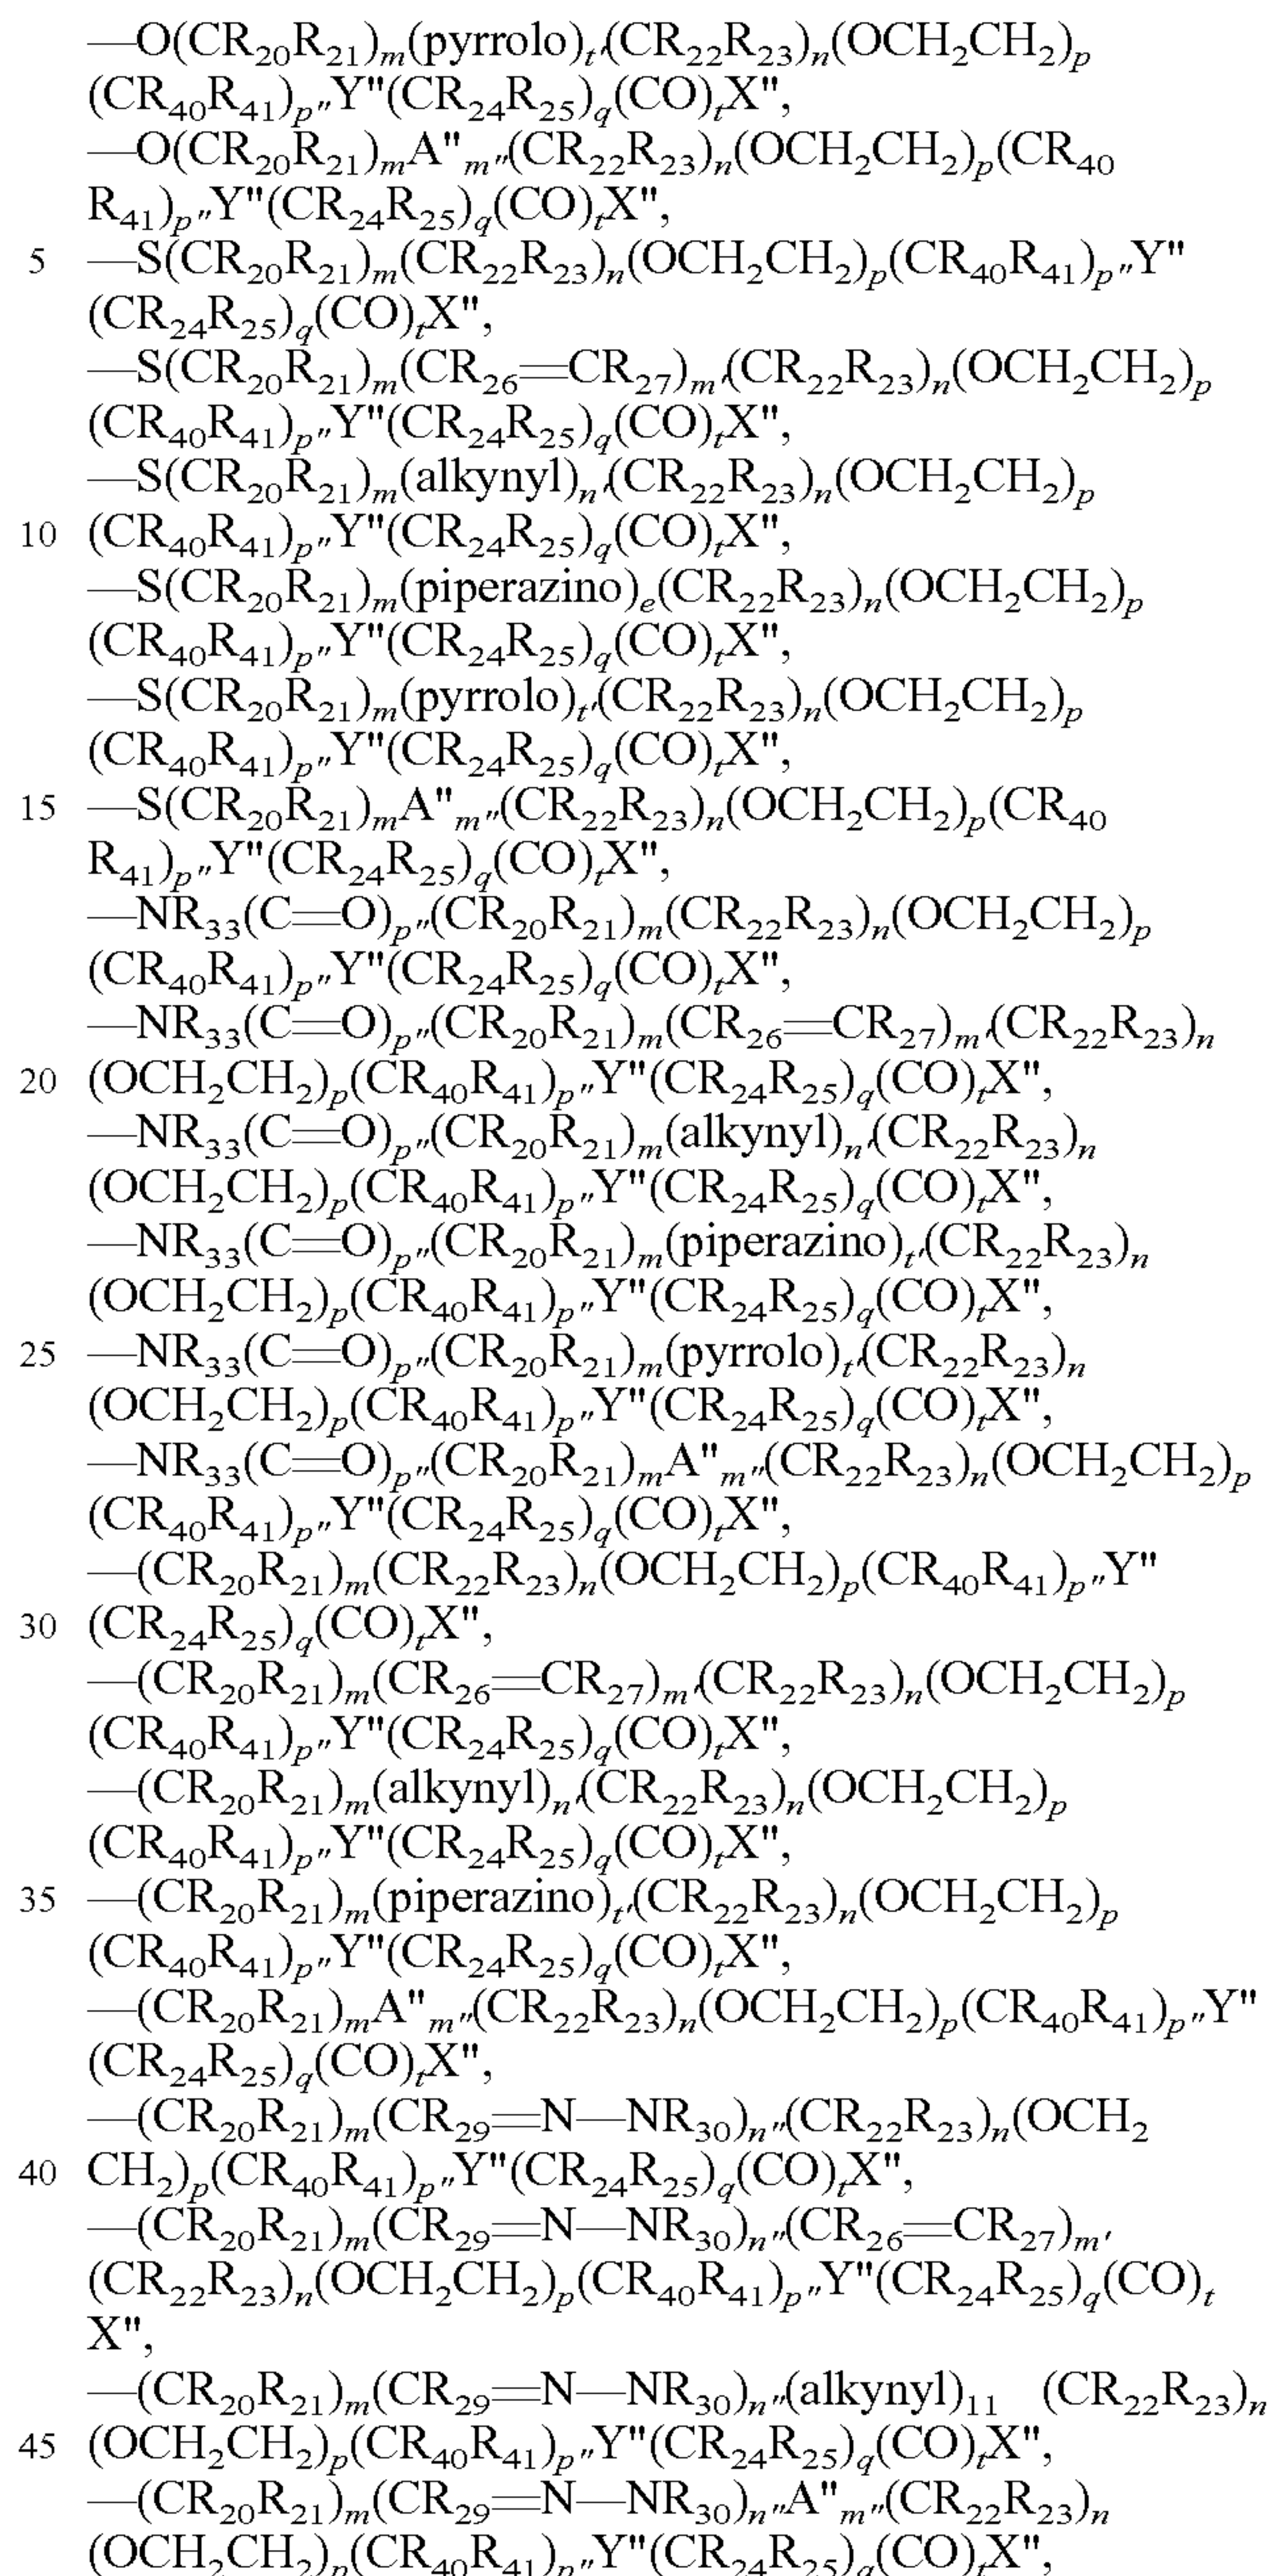 —O(CR₂₀R₂₁)ₘ(pyrrolo)ₜ′(CR₂₂R₂₃)ₙ(OCH₂CH₂)ₚ
(CR₄₀R₄₁)ₚ″Y"(CR₂₄R₂₅)q(CO)ₜX",
—O(CR₂₀R₂₁)ₘA"ₘ″(CR₂₂R₂₃)ₙ(OCH₂CH₂)ₚ(CR₄₀
R₄₁)ₚ″Y"(CR₂₄R₂₅)q(CO)ₜX",
5 —S(CR₂₀R₂₁)ₘ(CR₂₂R₂₃)ₙ(OCH₂CH₂)ₚ(CR₄₀R₄₁)ₚ″Y"
(CR₂₄R₂₅)q(CO)ₜX",
—S(CR₂₀R₂₁)ₘ(CR₂₆=CR₂₇)ₘ′(CR₂₂R₂₃)ₙ(OCH₂CH₂)ₚ
(CR₄₀R₄₁)ₚ″Y"(CR₂₄R₂₅)q(CO)ₜX",
—S(CR₂₀R₂₁)ₘ(alkynyl)ₙ′(CR₂₂R₂₃)ₙ(OCH₂CH₂)ₚ
10 (CR₄₀R₄₁)ₚ″Y"(CR₂₄R₂₅)q(CO)ₜX",
—S(CR₂₀R₂₁)ₘ(piperazino)ₑ(CR₂₂R₂₃)ₙ(OCH₂CH₂)ₚ
(CR₄₀R₄₁)ₚ″Y"(CR₂₄R₂₅)q(CO)ₜX",
—S(CR₂₀R₂₁)ₘ(pyrrolo)ₜ′(CR₂₂R₂₃)ₙ(OCH₂CH₂)ₚ
(CR₄₀R₄₁)ₚ″Y"(CR₂₄R₂₅)q(CO)ₜX",
15 —S(CR₂₀R₂₁)ₘA"ₘ″(CR₂₂R₂₃)ₙ(OCH₂CH₂)ₚ(CR₄₀
R₄₁)ₚ″Y"(CR₂₄R₂₅)q(CO)ₜX",
—NR₃₃(C=O)ₚ″(CR₂₀R₂₁)ₘ(CR₂₂R₂₃)ₙ(OCH₂CH₂)ₚ
(CR₄₀R₄₁)ₚ″Y"(CR₂₄R₂₅)q(CO)ₜX",
—NR₃₃(C=O)ₚ″(CR₂₀R₂₁)ₘ(CR₂₆=CR₂₇)ₘ′(CR₂₂R₂₃)ₙ
20 (OCH₂CH₂)ₚ(CR₄₀R₄₁)ₚ″Y"(CR₂₄R₂₅)q(CO)ₜX",
—NR₃₃(C=O)ₚ″(CR₂₀R₂₁)ₘ(alkynyl)ₙ′(CR₂₂R₂₃)ₙ
(OCH₂CH₂)ₚ(CR₄₀R₄₁)ₚ″Y"(CR₂₄R₂₅)q(CO)ₜX",
—NR₃₃(C=O)ₚ″(CR₂₀R₂₁)ₘ(piperazino)ₜ′(CR₂₂R₂₃)ₙ
(OCH₂CH₂)ₚ(CR₄₀R₄₁)ₚ″Y"(CR₂₄R₂₅)q(CO)ₜX",
25 —NR₃₃(C=O)ₚ″(CR₂₀R₂₁)ₘ(pyrrolo)ₜ′(CR₂₂R₂₃)ₙ
(OCH₂CH₂)ₚ(CR₄₀R₄₁)ₚ″Y"(CR₂₄R₂₅)q(CO)ₜX",
—NR₃₃(C=O)ₚ″(CR₂₀R₂₁)ₘA"ₘ″(CR₂₂R₂₃)ₙ(OCH₂CH₂)ₚ
(CR₄₀R₄₁)ₚ″Y"(CR₂₄R₂₅)q(CO)ₜX",
—(CR₂₀R₂₁)ₘ(CR₂₂R₂₃)ₙ(OCH₂CH₂)ₚ(CR₄₀R₄₁)ₚ″Y"
30 (CR₂₄R₂₅)q(CO)ₜX",
—(CR₂₀R₂₁)ₘ(CR₂₆=CR₂₇)ₘ′(CR₂₂R₂₃)ₙ(OCH₂CH₂)ₚ
(CR₄₀R₄₁)ₚ″Y"(CR₂₄R₂₅)q(CO)ₜX",
—(CR₂₀R₂₁)ₘ(alkynyl)ₙ′(CR₂₂R₂₃)ₙ(OCH₂CH₂)ₚ
(CR₄₀R₄₁)ₚ″Y"(CR₂₄R₂₅)q(CO)ₜX",
35 —(CR₂₀R₂₁)ₘ(piperazino)ₜ′(CR₂₂R₂₃)ₙ(OCH₂CH₂)ₚ
(CR₄₀R₄₁)ₚ″Y"(CR₂₄R₂₅)q(CO)ₜX",
—(CR₂₀R₂₁)ₘA"ₘ″(CR₂₂R₂₃)ₙ(OCH₂CH₂)ₚ(CR₄₀R₄₁)ₚ″Y"
(CR₂₄R₂₅)q(CO)ₜX",
—(CR₂₀R₂₁)ₘ(CR₂₉=N—NR₃₀)ₙ″(CR₂₂R₂₃)ₙ(OCH₂
40 CH₂)ₚ(CR₄₀R₄₁)ₚ″Y"(CR₂₄R₂₅)q(CO)ₜX",
—(CR₂₀R₂₁)ₘ(CR₂₉=N—NR₃₀)ₙ″(CR₂₆=CR₂₇)ₘ′
(CR₂₂R₂₃)ₙ(OCH₂CH₂)ₚ(CR₄₀R₄₁)ₚ″Y"(CR₂₄R₂₅)q(CO)ₜ
X",
—(CR₂₀R₂₁)ₘ(CR₂₉=N—NR₃₀)ₙ″(alkynyl)₁₁ (CR₂₂R₂₃)ₙ
45 (OCH₂CH₂)ₚ(CR₄₀R₄₁)ₚ″Y"(CR₂₄R₂₅)q(CO)ₜX",
—(CR₂₀R₂₁)ₘ(CR₂₉=N—NR₃₀)ₙ″A"ₘ″(CR₂₂R₂₃)ₙ
(OCH₂CH₂)ₚ(CR₄₀R₄₁)ₚ″Y"(CR₂₄R₂₅)q(CO)ₜX",